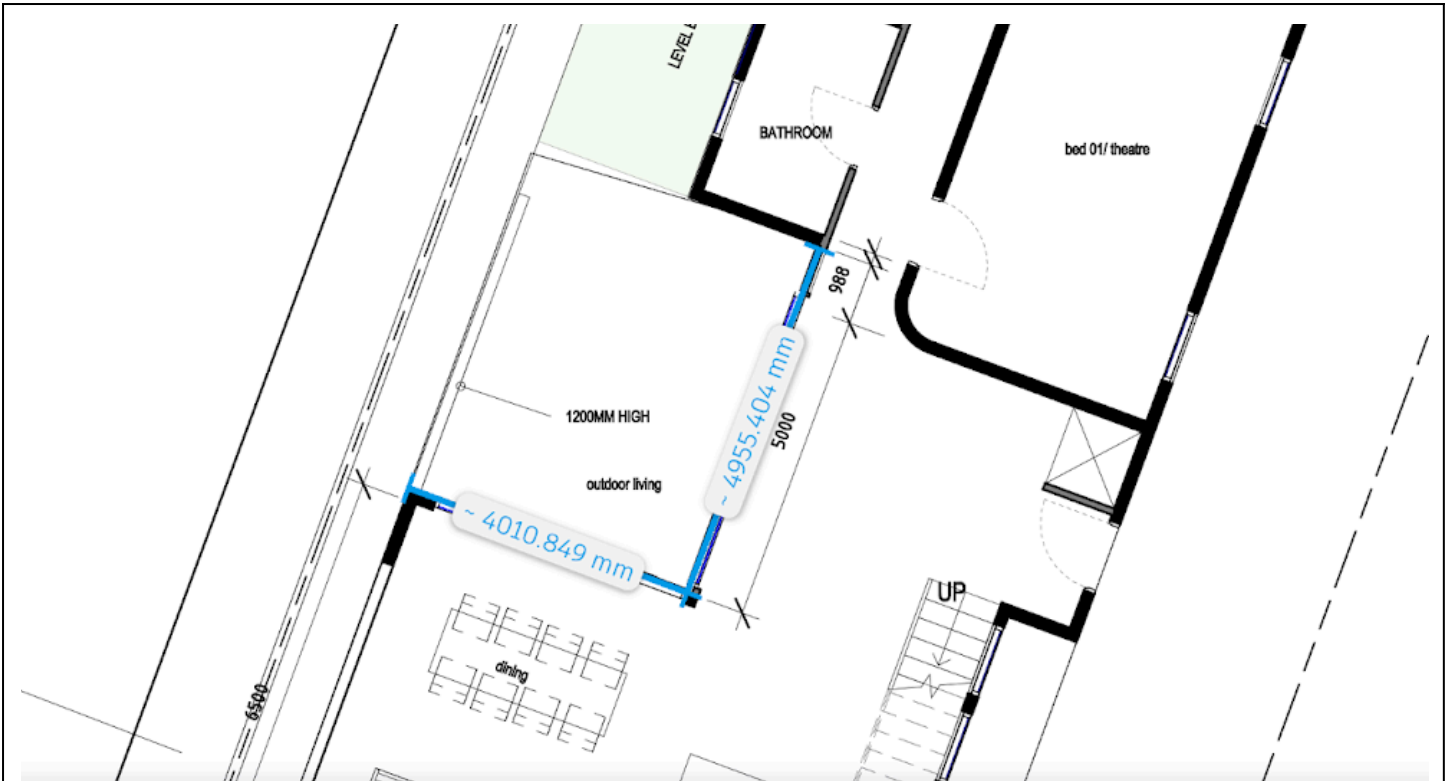 LEVEL
BATHROOM
bed 01/ theatre
988
~ 4955.404 mm
5000
1200MM HIGH
outdoor living
~ 4010.849 mm
UP
dining
6500